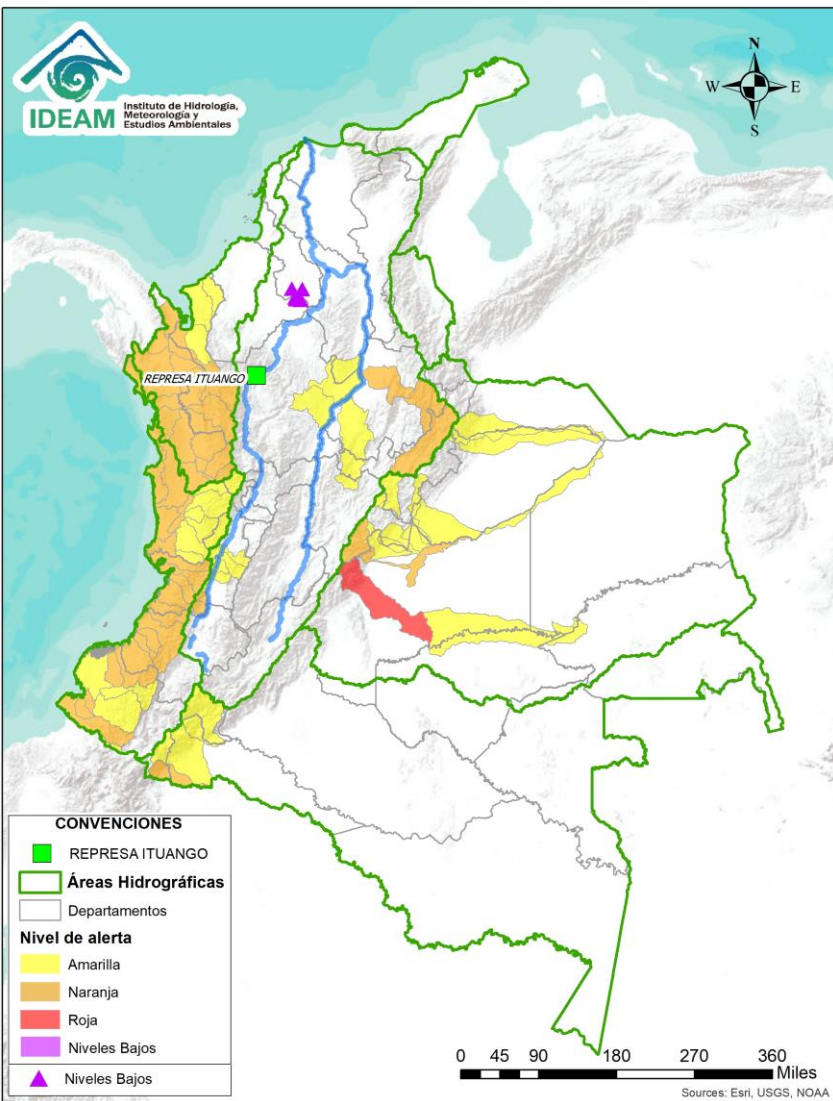 IDEAM
Instituto de Hidrología,
Meteorología y
Estudios Ambientales
N
W
E
S
REPRESA ITUANGO
CONVENCIONES
REPRESA ITUANGO
Áreas Hidrográficas
Departamentos
Nivel de alerta
Amarilla
Naranja
Roja
Niveles Bajos
Niveles Bajos
0 45 90 180 270 360
Miles
Sources: Esri, USGS, NOAA